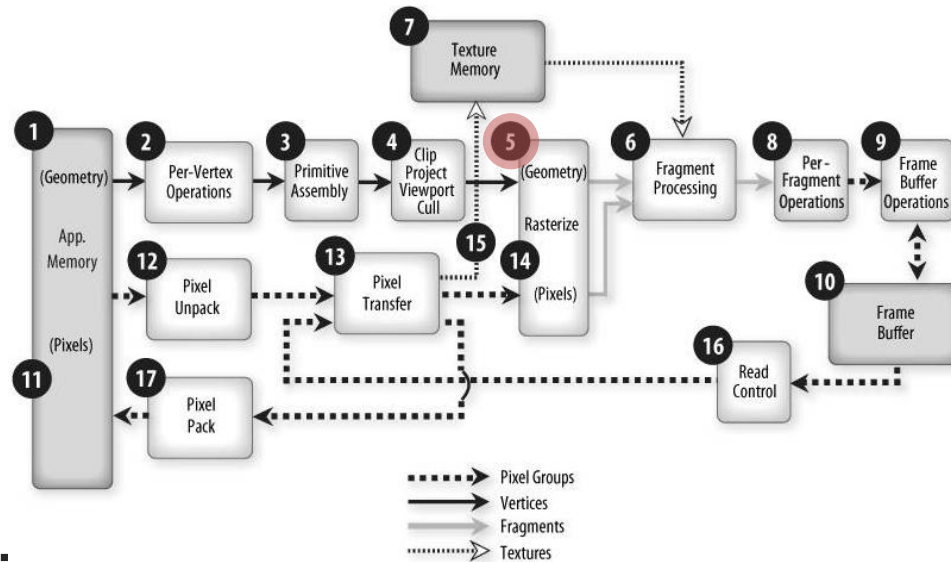 7
Texture
Memory
1
2
3
4
5
6
8
9
(Geometry)
Per-Vertex
Operations
Primitive
Assembly
Clip
Project
Viewport
Cull
(Geometry)
Fragment
Processing
Per-
Fragment
Operations
Frame
Buffer
Operations
App.
Memory
Rasterize
12
Pixel
Unpack
13
Pixel
Transfer
15
14
(Pixels)
10
Frame
Buffer
(Pixels)
11
17
Pixel
Pack
16
Read
Control
Pixel Groups
Vertices
Fragments
Textures